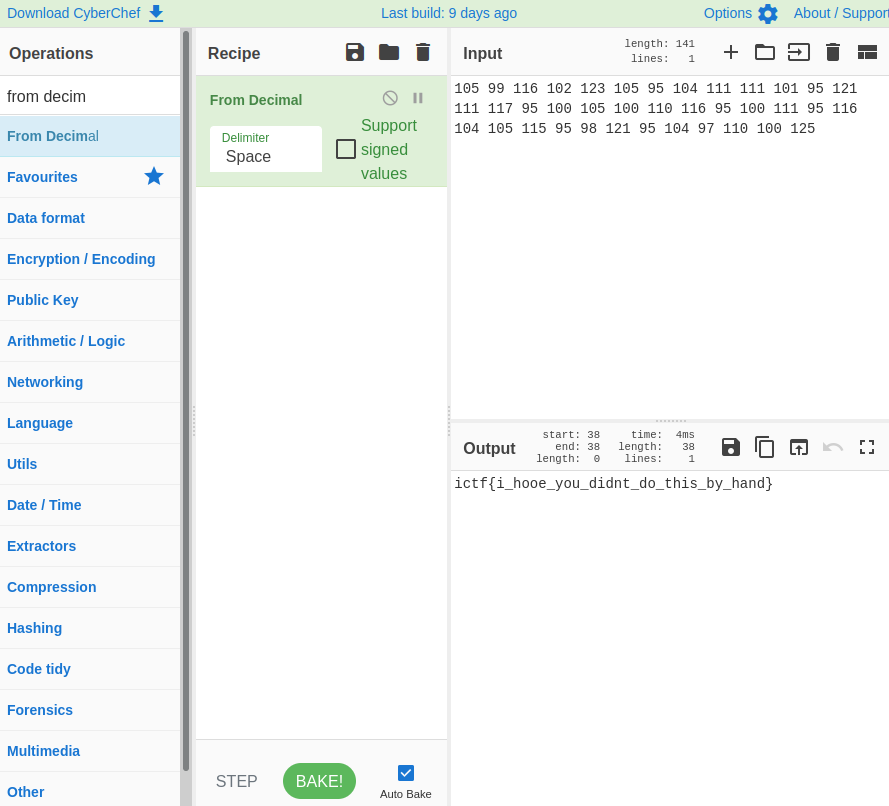 Download CyberChef
Last build: 9 days ago
Options
About / Support
Operations
from decim
From Decimal
Favourites
Data format
Encryption / Encoding
Public Key
Arithmetic / Logic
Networking
Language
Utils
Date / Time
Extractors
Compression
Hashing
Code tidy
Forensics
Multimedia
Other
Recipe
From Decimal
Delimiter
Space
Support
signed
values
STEP
BAKE!
Auto Bake
Input
length: 141
lines: 1
105 99 116 102 123 105 95 104 111 111 101 95 121
111 117 95 100 105 100 110 116 95 100 111 95 116
104 105 115 95 98 121 95 104 97 110 100 125
Output
start: 38
end: 38
length: 0
time: 4ms
length: 38
lines: 1
ictf{i_hooe_you_didnt_do_this_by_hand}